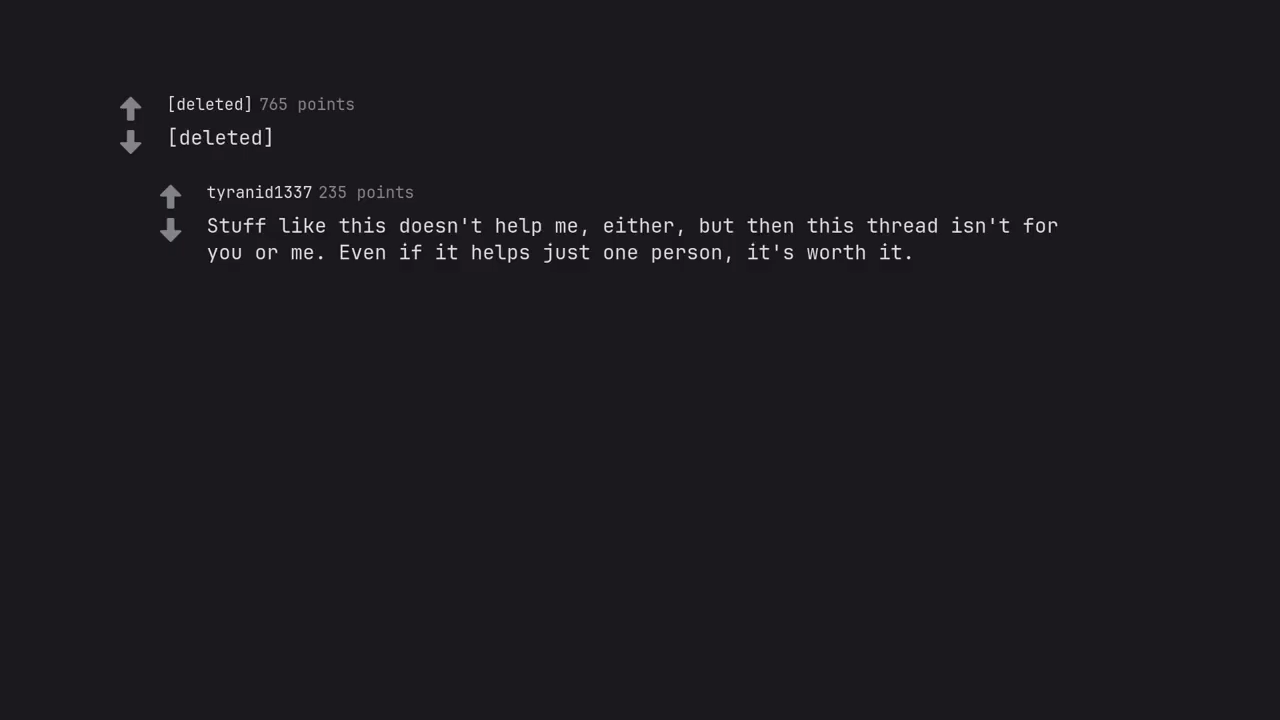 [deleted] 765 points
[deleted]
tyranid1337 235 points
Stuff like this doesn't help me, either, but then this thread isn't for
you or me. Even if it helps just one person, it's worth it.